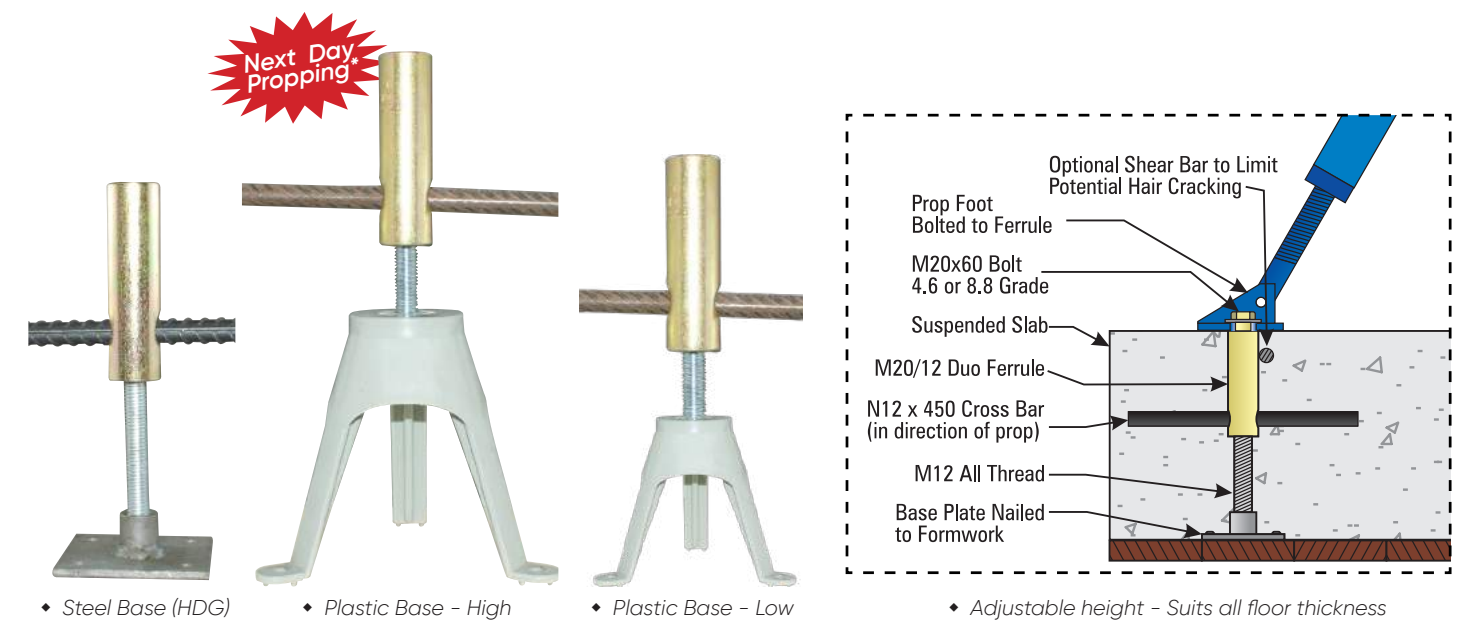 Next Day
Propping*
Optional Shear Bar to Limit
Potential Hair Cracking
Prop Foot
Bolted to Ferrule
M20x60 Bolt
4.6 or 8.8 Grade
Suspended Slab
M20/12 Duo Ferrule
N12 x 450 Cross Bar
(in direction of prop)
M12 All Thread
Base Plate Nailed
to Formwork
◆ Steel Base (HDG)
◆ Plastic Base - High
◆ Plastic Base - Low
◆ Adjustable height - Suits all floor thickness